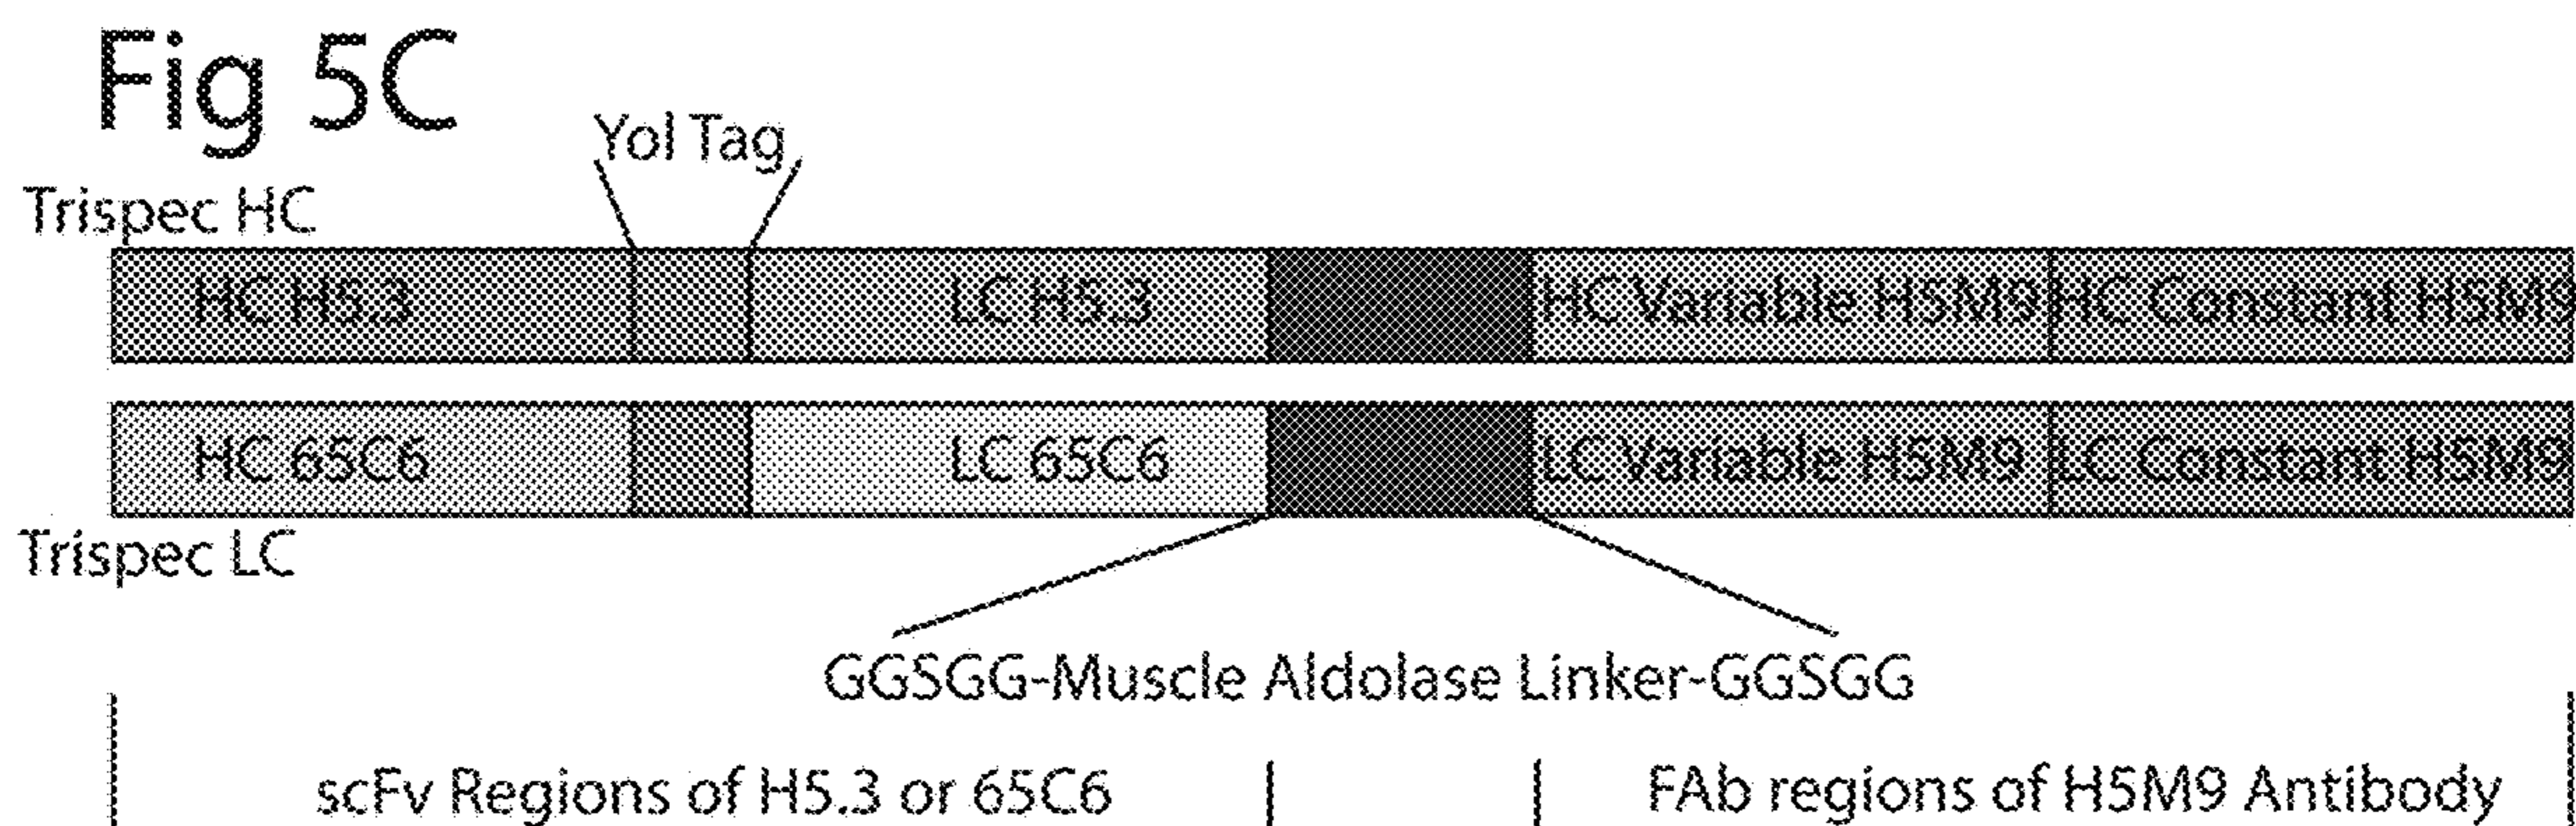 Fig 5C
Yol Tag
Trispec HC
HC H5.3 LC H5.3 HC Variable H5M9 HC Constant H5M9
HC 65C6 LC 65C6 LC Variable H5M9 LC Constant H5M9
Trispec LC
GGSGG-Muscle Aldolase Linker-GGSGG
scFv Regions of H5.3 or 65C6 FAb regions of H5M9 Antibody